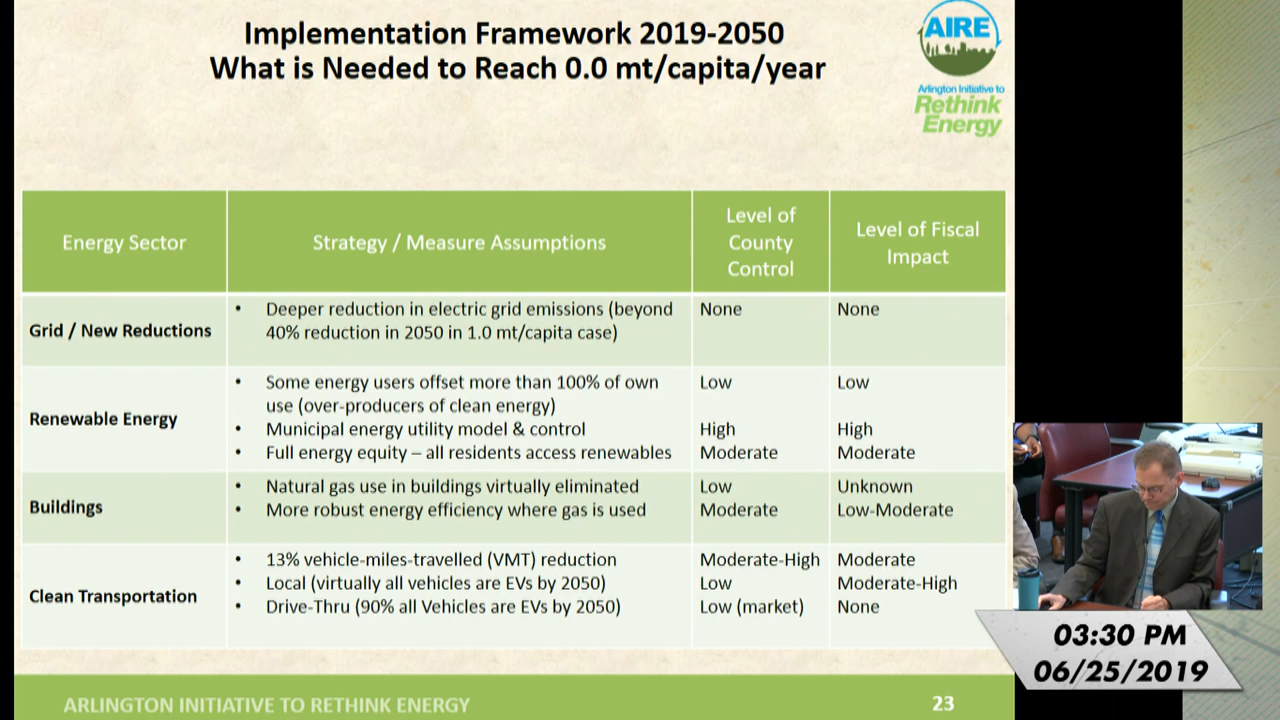 Implementation Framework 2019-2050
What is Needed to Reach 0.0 mt/capita/year
AIRE
Arlington Initiative to
Rethink
Energy
Energy Sector
Strategy / Measure Assumptions
Level of
County
Control
Level of Fiscal
Impact
Grid / New Reductions
• Deeper reduction in electric grid emissions (beyond
40% reduction in 2050 in 1.0 mt/capita case)
None
None
Renewable Energy
• Some energy users offset more than 100% of own
use (over-producers of clean energy)
Low
Low
• Municipal energy utility model & control
High
High
• Full energy equity – all residents access renewables
Moderate
Moderate
Buildings
• Natural gas use in buildings virtually eliminated
Low
Unknown
• More robust energy efficiency where gas is used
Moderate
Low-Moderate
Clean Transportation
• 13% vehicle-miles-travelled (VMT) reduction
Moderate-High
Moderate
• Local (virtually all vehicles are EVs by 2050)
Low
Moderate-High
• Drive-Thru (90% all Vehicles are EVs by 2050)
Low (market)
None
ARLINGTON INITIATIVE TO RETHINK ENERGY
23
03:30 PM
06/25/2019